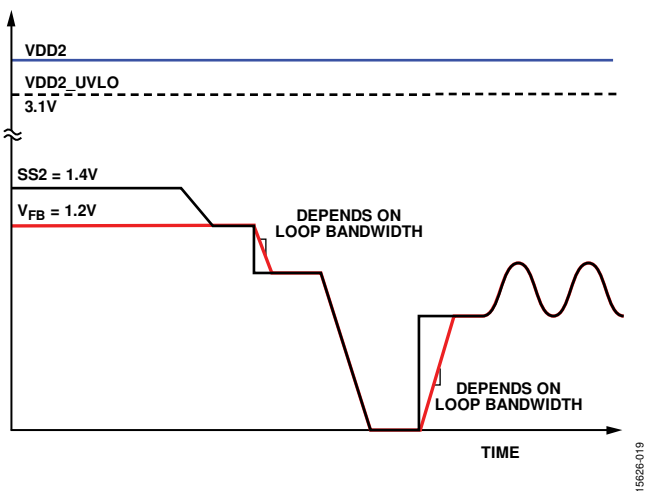 VDD2
VDD2_UVLO
3.1V
SS2 = 1.4V
VFB = 1.2V
DEPENDS ON
LOOP BANDWIDTH
DEPENDS ON
LOOP BANDWIDTH
TIME
15626-019